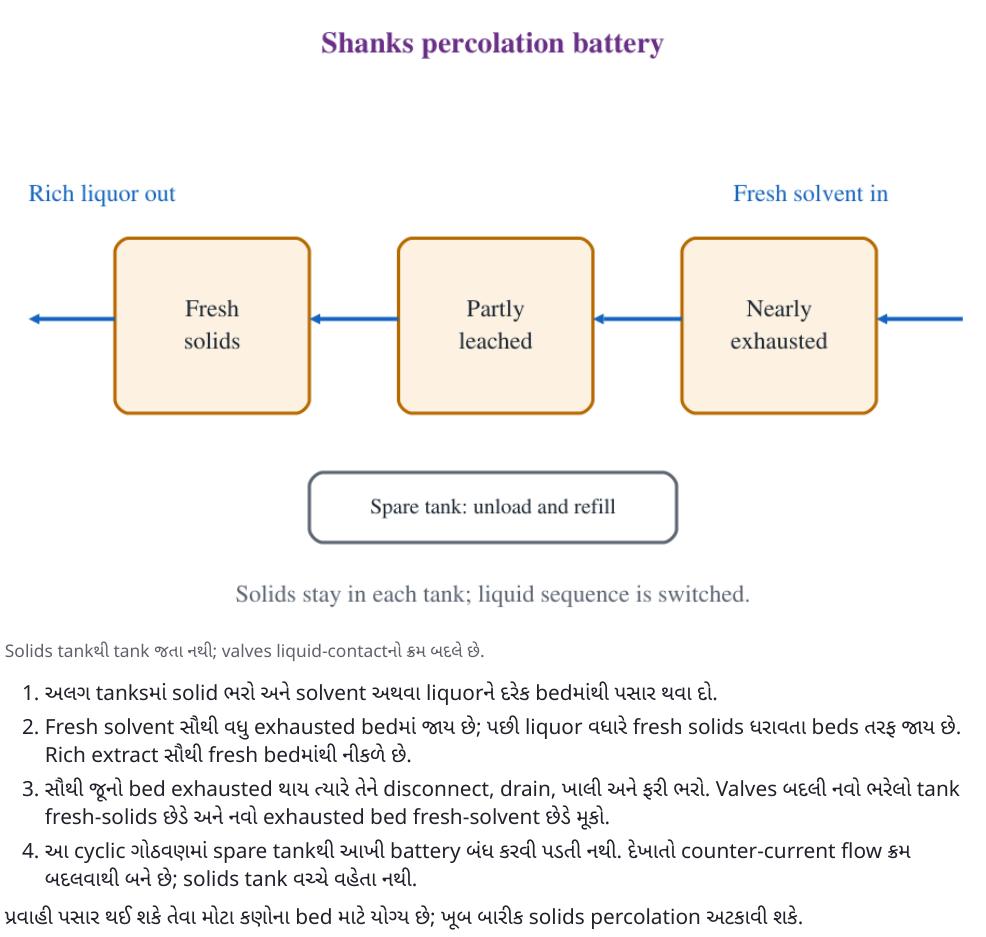 Shanks percolation battery
Rich liquor out
Fresh solvent in
Fresh
solids
Partly
leached
Nearly
exhausted
Spare tank: unload and refill
Solids stay in each tank; liquid sequence is switched.
Solids tankથી tank જતા નથી; valves liquid-contactનો ક્રમ બદલે છે.
1. અલગ tanksમાં solid ભરો અને solvent અથવા liquorને દરેક bedમાંથી પસાર થવા દો.
2. Fresh solvent સૌથી વધુ exhausted bedમાં જાય છે; પછી liquor વધારે fresh solids ધરાવતા beds તરફ જાય છે.
Rich extract સૌથી fresh bedમાંથી નીકળે છે.
3. સૌથી જૂનો bed exhausted થાય ત્યારે તેને disconnect, drain, ખાલી અને ફરી ભરો. Valves બદલી નવો ભરેલો tank
fresh-solids છેડે અને નવો exhausted bed fresh-solvent છેડે મૂકો.
4. આ cyclic ગોઠવણમાં spare tankથી આખી battery બંધ કરવી પડતી નથી. દેખાતો counter-current flow ક્રમ
બદલવાથી બને છે; solids tank વચ્ચે વહેતા નથી.
પ્રવાહી પસાર થઈ શકે તેવા મોટા કણોના bed માટે યોગ્ય છે; ખૂબ બારીક solids percolation અટકાવી શકે.